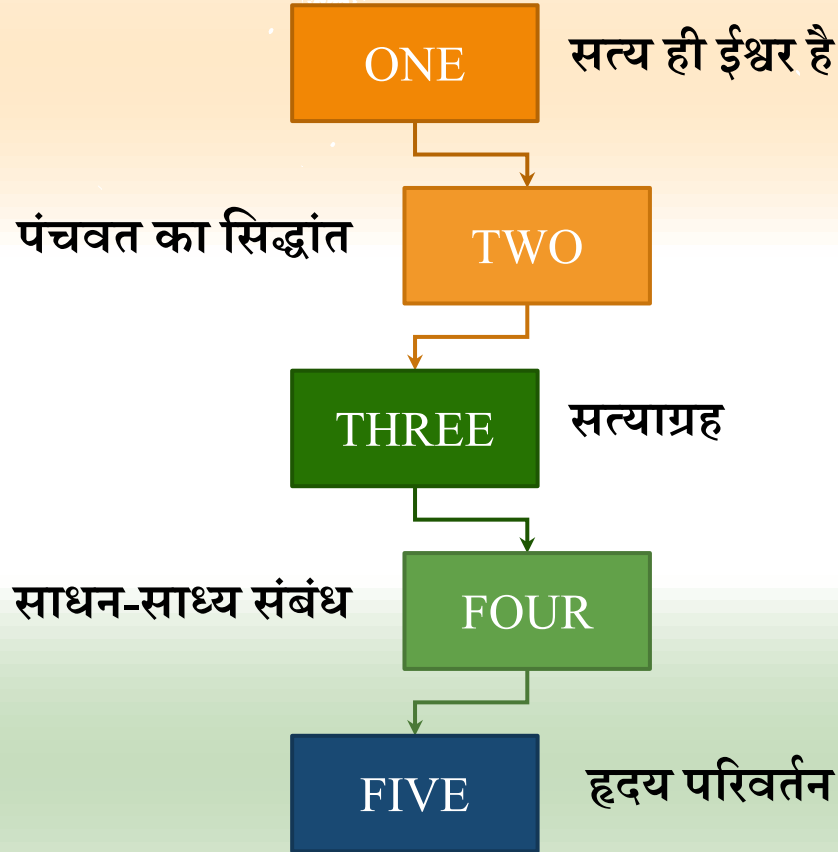 ONE
सत्य ही ईश्वर है
पंचवत का सिद्धांत
TWO
THREE
सत्याग्रह
साधन-साध्य संबंध
FOUR
FIVE
हृदय परिवर्तन